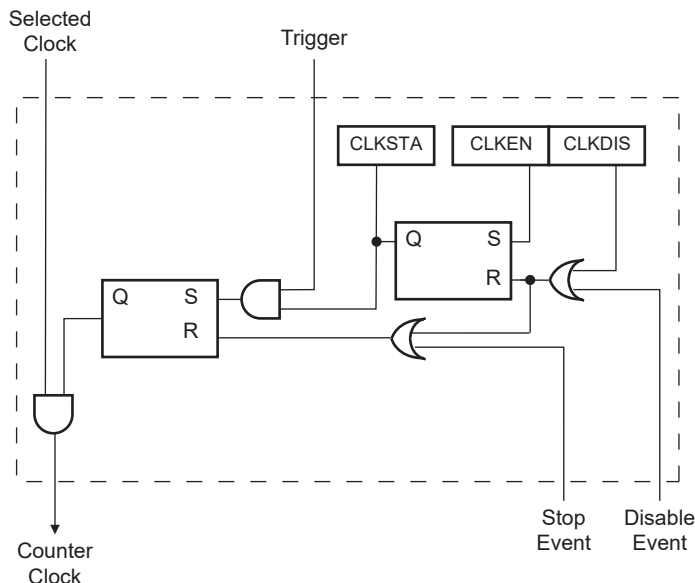 Selected
Clock
Trigger
CLKSTA
CLKEN
CLKDIS
Q
S
R
Q
S
R
Stop
Event
Disable
Event
Counter
Clock